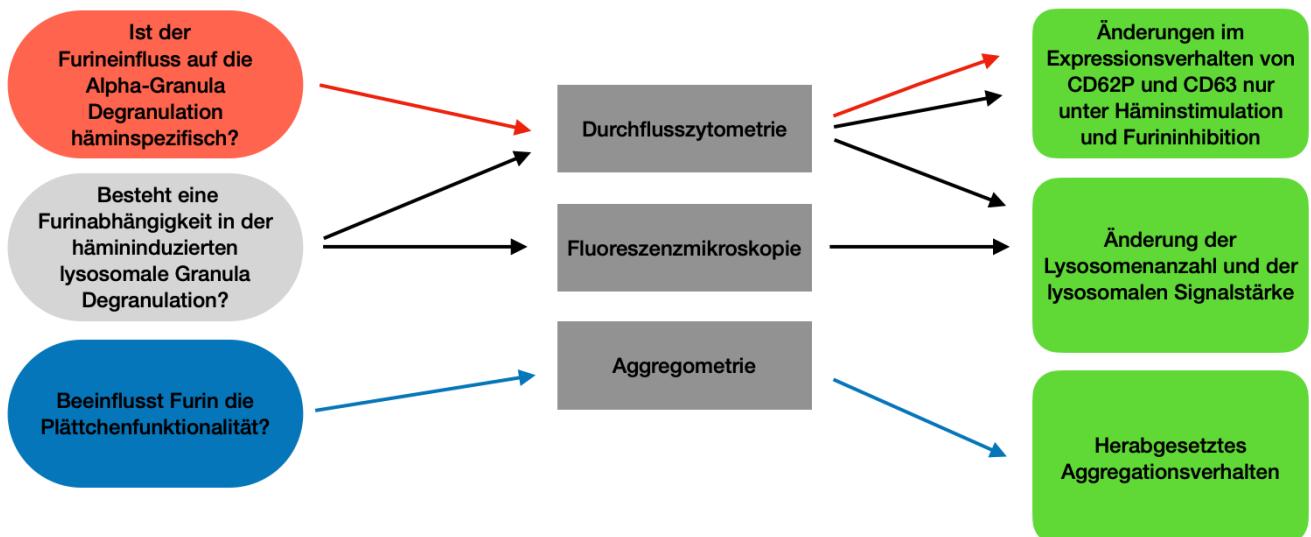 Ist der
Furineinfluss auf die
Alpha-Granula
Degranulation
häminspezifisch?
Besteht eine
Furinabhängigkeit in der
hämininduzierten
lysosomale Granula
Degranulation?
Beeinflusst Furin die
Plättchenfunktionalität?
Durchflusszytometrie
Fluoreszenzmikroskopie
Aggregometrie
Änderungen im
Expressionsverhalten von
CD62P und CD63 nur
unter Häminstimulation
und Furininhibition
Änderung der
Lysosomenanzahl und der
lysosomalen Signalstärke
Herabgesetztes
Aggregationsverhalten